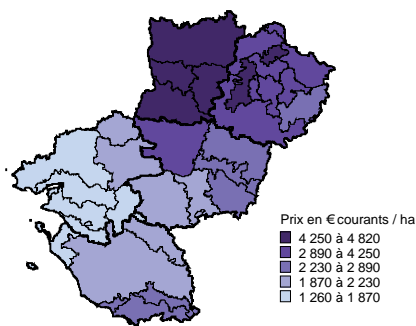 Prix en € courants / ha
4 250 à 4 820
2 890 à 4 250
2 230 à 2 890
1 870 à 2 230
1 260 à 1 870